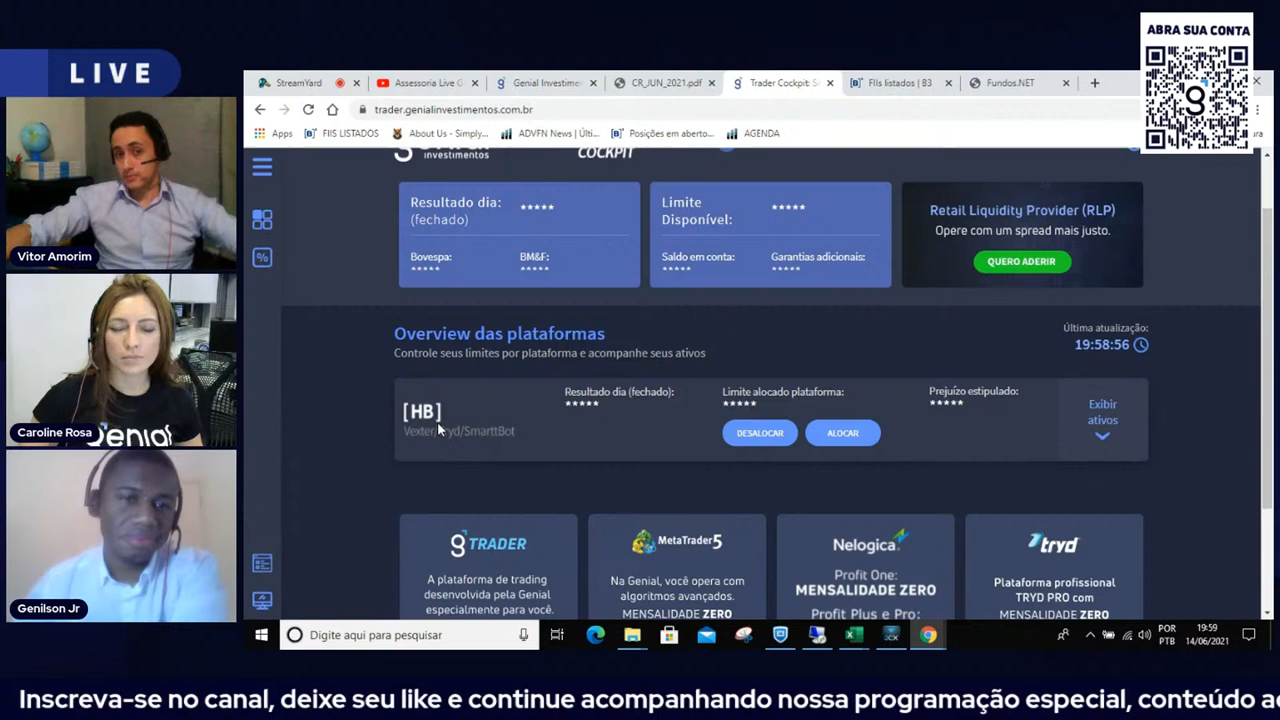 LIVE
ABRA SUA CONTA
Vitor Amorim
Caroline Rosa
Genilson Jr
StreamYard
Assessoria Live G
Genial Investime
CR_JUN_2021.pdf
Trader Cockpit: S
FIIs listados | B3
Fundos.NET
trader.genialinvestimentos.com.br
Apps
FIIS LISTADOS
About Us - Simply...
ADVFN News | Últi...
Posições em aberto...
AGENDA
investimentos
COCKPIT
Resultado dia:
(fechado)
*****
Bovespa:
*****
BM&F:
*****
Limite
Disponível:
*****
Saldo em conta:
*****
Garantias adicionais:
*****
Retail Liquidity Provider (RLP)
Opere com um spread mais justo.
QUERO ADERIR
Overview das plataformas
Controle seus limites por plataforma e acompanhe seus ativos
Última atualização:
19:58:56
[HB]
Vexter/Tryd/SmarttBot
Resultado dia (fechado):
*****
Limite alocado plataforma:
*****
DESALOCAR
ALOCAR
Prejuízo estipulado:
*****
Exibir
ativos
g TRADER
A plataforma de trading
desenvolvida pela Genial
especialmente para você.
MetaTrader 5
Na Genial, você opera com
algoritmos avançados.
MENSALIDADE ZERO
Nelogica
Profit One:
MENSALIDADE ZERO
Profit Plus e Pro:
tryd
Plataforma profissional
TRYD PRO com
MENSALIDADE ZERO
Digite aqui para pesquisar
POR
PTB
19:59
14/06/2021
Inscreva-se no canal, deixe seu like e continue acompanhando nossa programação especial, conteúdo